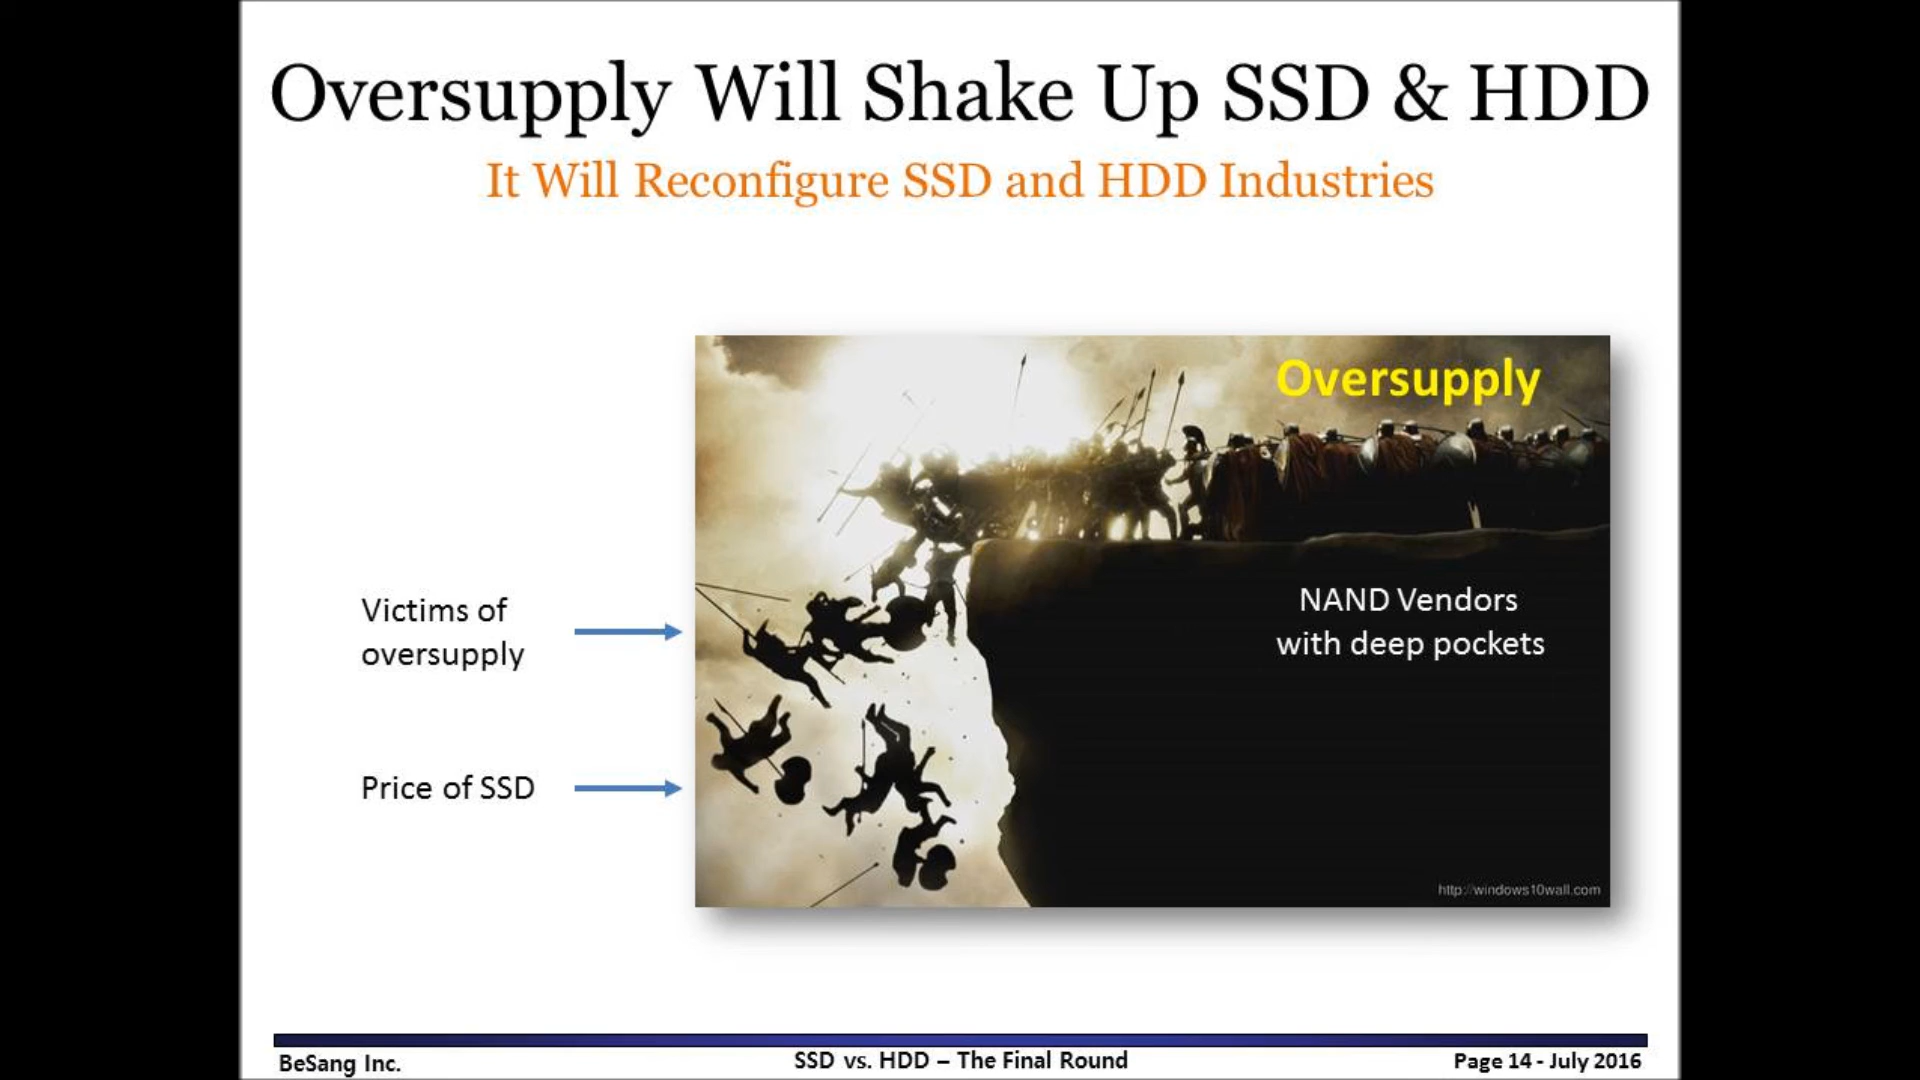 Oversupply Will Shake Up SSD & HDD
It Will Reconfigure SSD and HDD Industries
Oversupply
Victims of
oversupply
NAND Vendors
with deep pockets
Price of SSD
http://windows10wall.com
BeSang Inc.
SSD vs. HDD – The Final Round
Page 14 - July 2016